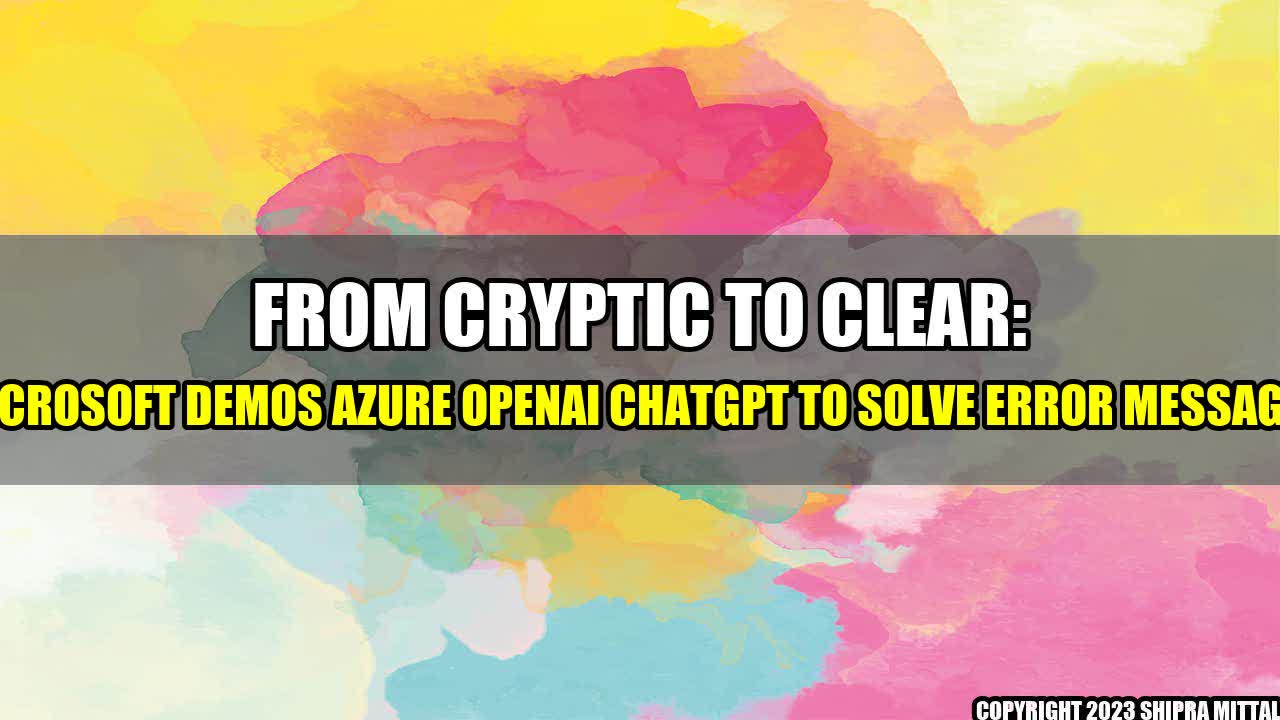 FROM CRYPTIC TO CLEAR:
CROSOFT DEMOS AZURE OPENAI CHATGPT TO SOLVE ERROR MESSAG
COPYRIGHT 2023 SHIPRA MITTAL